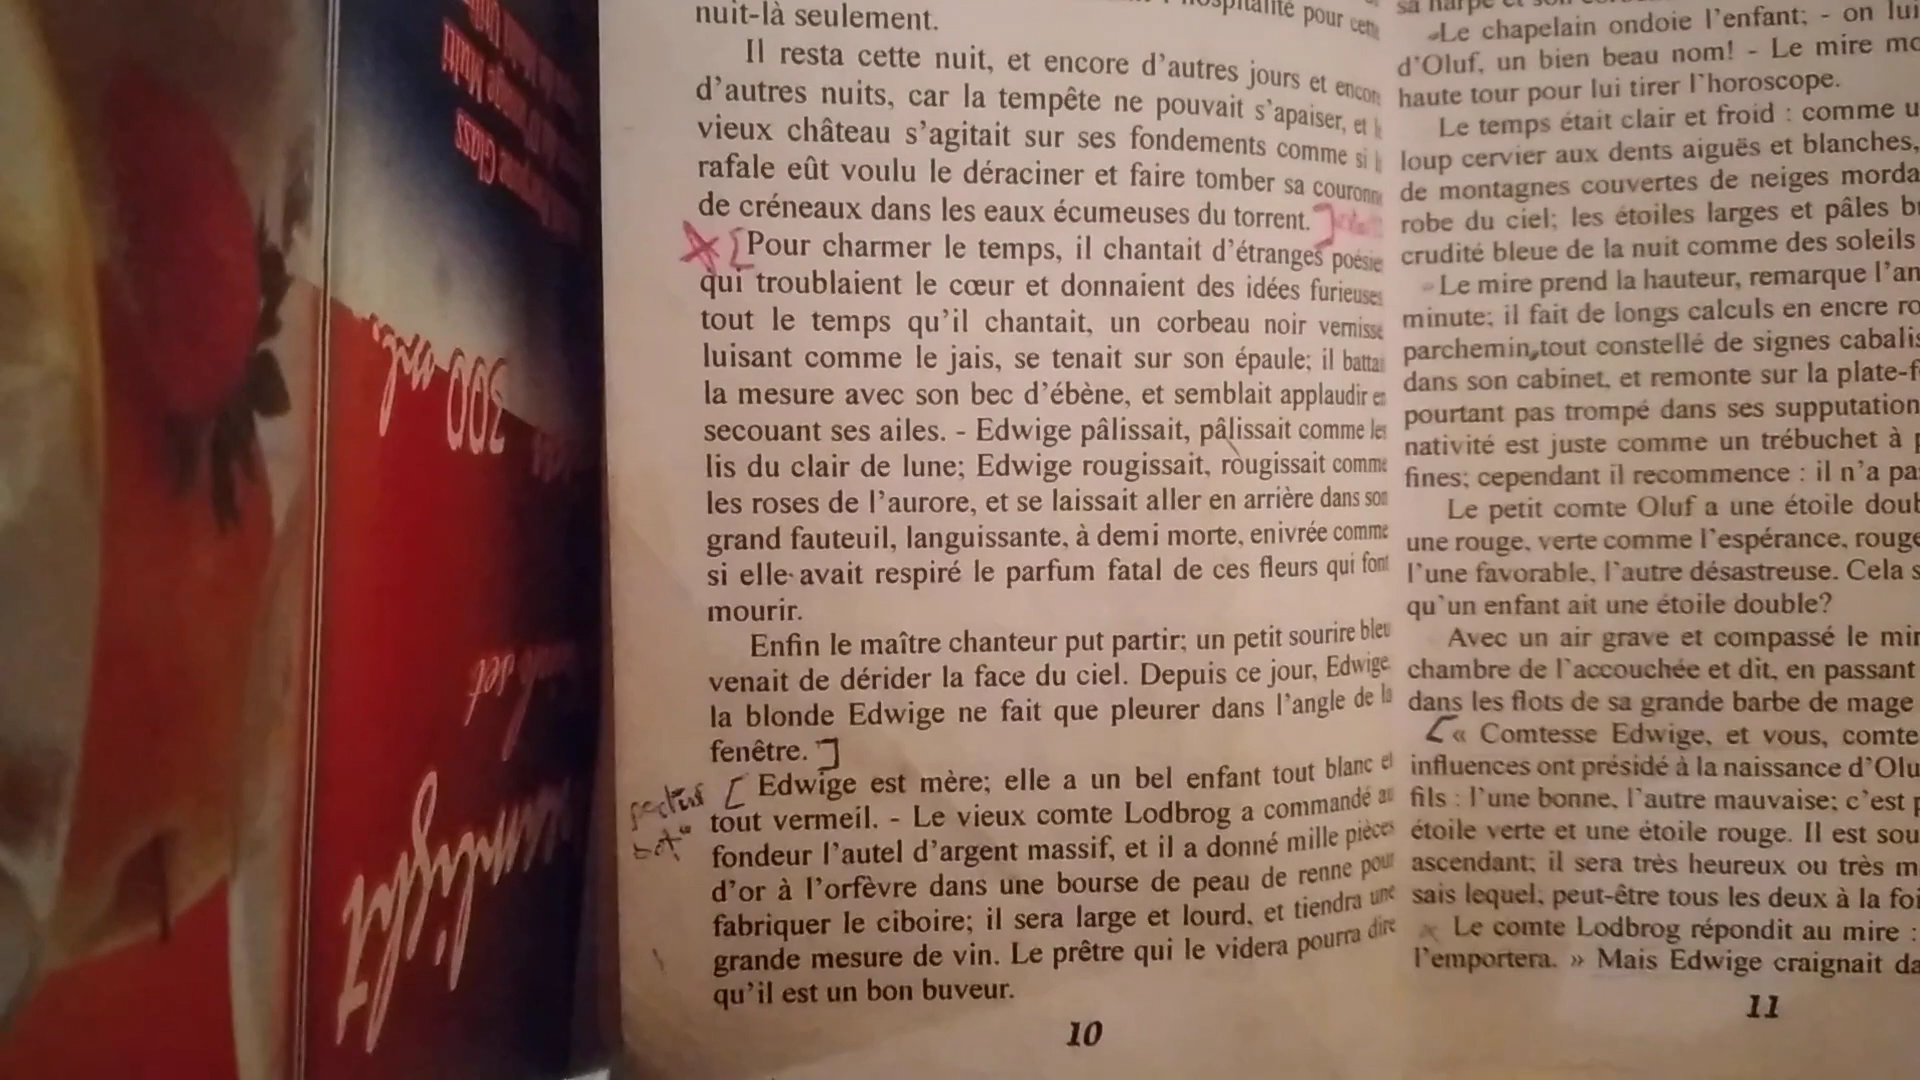 nuit-là seulement.
Il resta cette nuit, et encore d'autres jours et encore
d'autres nuits, car la tempête ne pouvait s'apaiser, et l
vieux château s'agitait sur ses fondements comme si l
rafale eût voulu le déraciner et faire tomber sa couronne
de créneaux dans les eaux écumeuses du torrent. ]
[Pour charmer le temps, il chantait d'étranges poésie
qui troublaient le cœur et donnaient des idées furieuses
tout le temps qu'il chantait, un corbeau noir vernissé
luisant comme le jais, se tenait sur son épaule; il battai
la mesure avec son bec d'ébène, et semblait applaudir en
secouant ses ailes. - Edwige pâlissait, pâlissait comme les
lis du clair de lune; Edwige rougissait, rougissait comme
les roses de l'aurore, et se laissait aller en arrière dans son
grand fauteuil, languissante, à demi morte, enivrée comme
si elle avait respiré le parfum fatal de ces fleurs qui font
mourir.
Enfin le maître chanteur put partir; un petit sourire bleu
venait de dérider la face du ciel. Depuis ce jour, Edwige
la blonde Edwige ne fait que pleurer dans l'angle de la
fenêtre. ]
[ Edwige est mère; elle a un bel enfant tout blanc et
tout vermeil. - Le vieux comte Lodbrog a commandé au
fondeur l'autel d'argent massif, et il a donné mille pièces
d'or à l'orfèvre dans une bourse de peau de renne pour
fabriquer le ciboire; il sera large et lourd, et tiendra une
grande mesure de vin. Le prêtre qui le videra pourra dire
qu'il est un bon buveur.
10
Le chapelain ondoie l'enfant; - on lui
d'Oluf, un bien beau nom! - Le mire mo
haute tour pour lui tirer l'horoscope.
Le temps était clair et froid : comme u
loup cervier aux dents aiguës et blanches,
de montagnes couvertes de neiges morda
robe du ciel; les étoiles larges et pâles br
crudité bleue de la nuit comme des soleils
Le mire prend la hauteur, remarque l'an
minute; il fait de longs calculs en encre ro
parchemin, tout constellé de signes cabalis
dans son cabinet, et remonte sur la plate-f
pourtant pas trompé dans ses supputation
nativité est juste comme un trébuchet à p
fines; cependant il recommence : il n'a pa
Le petit comte Oluf a une étoile doub
une rouge, verte comme l'espérance, rouge
l'une favorable, l'autre désastreuse. Cela s
qu'un enfant ait une étoile double?
Avec un air grave et compassé le mir
chambre de l'accouchée et dit, en passant
dans les flots de sa grande barbe de mage
[« Comtesse Edwige, et vous, comte
influences ont présidé à la naissance d'Olu
fils : l'une bonne, l'autre mauvaise; c'est p
étoile verte et une étoile rouge. Il est sou
ascendant; il sera très heureux ou très m
sais lequel; peut-être tous les deux à la foi
Le comte Lodbrog répondit au mire :
l'emportera. » Mais Edwige craignait da
11